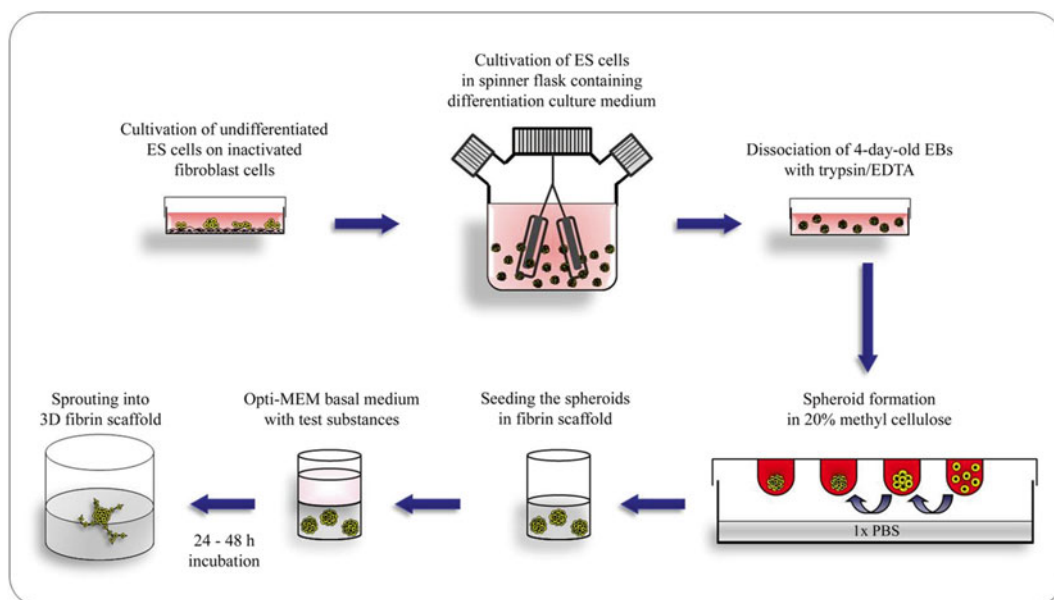 Cultivation of undifferentiated
ES cells on inactivated
fibroblast cells
Cultivation of ES cells
in spinner flask containing
differentiation culture medium
Dissociation of 4-day-old EBs
with trypsin/EDTA
Spheroid formation
in 20% methyl cellulose
1x PBS
Seeding the spheroids
in fibrin scaffold
Opti-MEM basal medium
with test substances
24 - 48 h
incubation
Sprouting into
3D fibrin scaffold